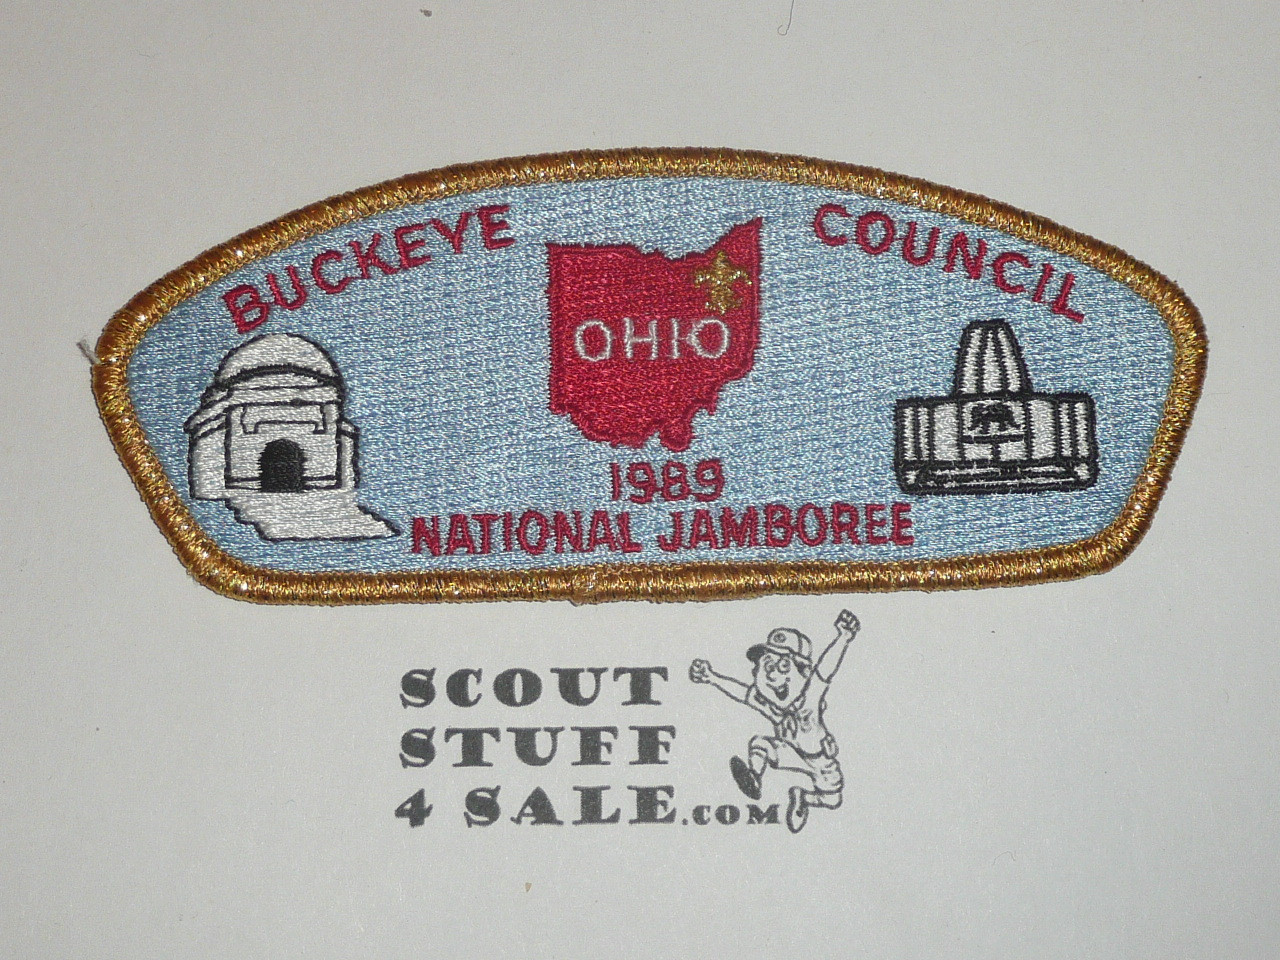 BUCKEYE COUNCIL
OHIO
1989
NATIONAL JAMBOREE
SCOUT
STUFF
4 SALE.COM